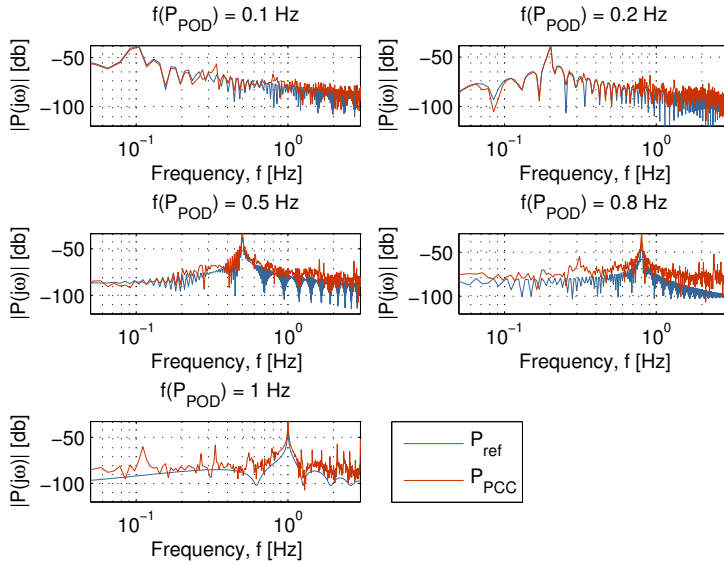 f(P_POD) = 0.1 Hz
|P(jω)| [db]
−50
−100
10^−1
10^0
Frequency, f [Hz]
f(P_POD) = 0.2 Hz
|P(jω)| [db]
−50
−100
10^−1
10^0
Frequency, f [Hz]
f(P_POD) = 0.5 Hz
|P(jω)| [db]
−50
−100
10^−1
10^0
Frequency, f [Hz]
f(P_POD) = 0.8 Hz
|P(jω)| [db]
−50
−100
10^−1
10^0
Frequency, f [Hz]
f(P_POD) = 1 Hz
|P(jω)| [db]
−50
−100
10^−1
10^0
Frequency, f [Hz]
P_ref
P_PCC